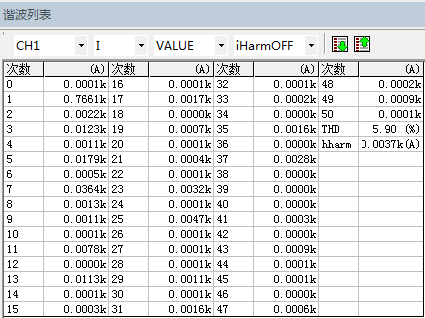 谐波列表
CH1 I VALUE iHarmOFF
次数 (A) 次数 (A) 次数 (A) 次数 (A)
0 0.0001k 16 0.0001k 32 0.0001k 48 0.0002k
1 0.7661k 17 0.0017k 33 0.0002k 49 0.0009k
2 0.0022k 18 0.0000k 34 0.0000k 50 0.0001k
3 0.0123k 19 0.0007k 35 0.0016k THD 5.90 (%)
4 0.0011k 20 0.0001k 36 0.0000k hharm 0.0037k(A)
5 0.0179k 21 0.0004k 37 0.0028k
6 0.0005k 22 0.0001k 38 0.0000k
7 0.0364k 23 0.0032k 39 0.0000k
8 0.0013k 24 0.0001k 40 0.0000k
9 0.0011k 25 0.0047k 41 0.0003k
10 0.0001k 26 0.0001k 42 0.0000k
11 0.0078k 27 0.0001k 43 0.0009k
12 0.0000k 28 0.0001k 44 0.0001k
13 0.0113k 29 0.0011k 45 0.0001k
14 0.0001k 30 0.0001k 46 0.0000k
15 0.0003k 31 0.0016k 47 0.0006k